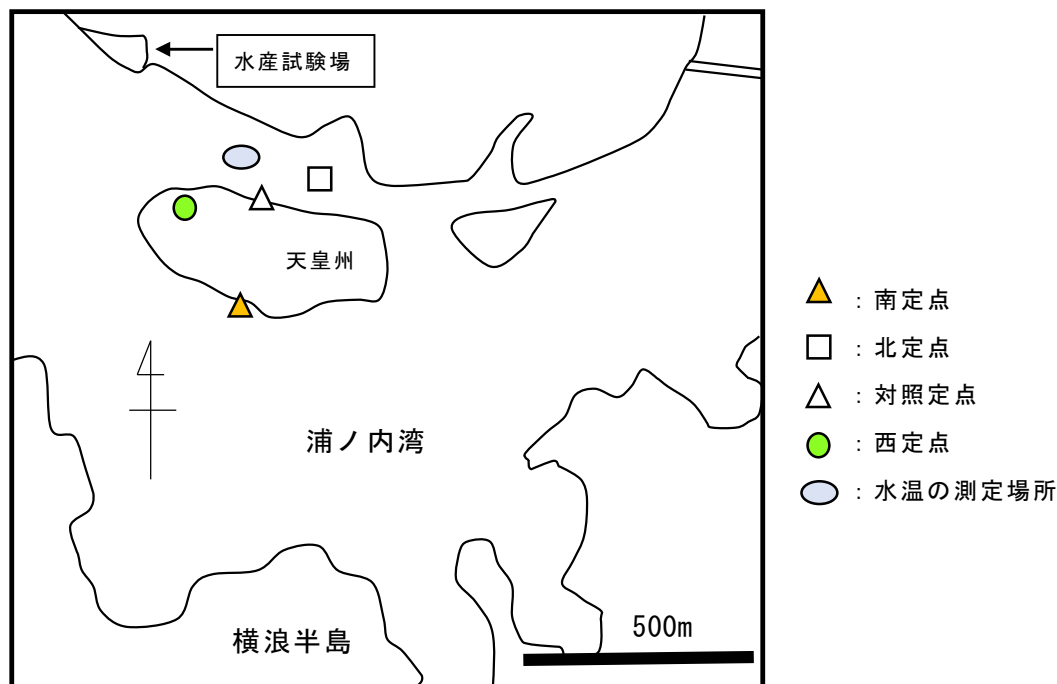 水産試験場
天皇州
浦ノ内湾
横浪半島
500m
：南定点
：北定点
：対照定点
：西定点
：水温の測定場所